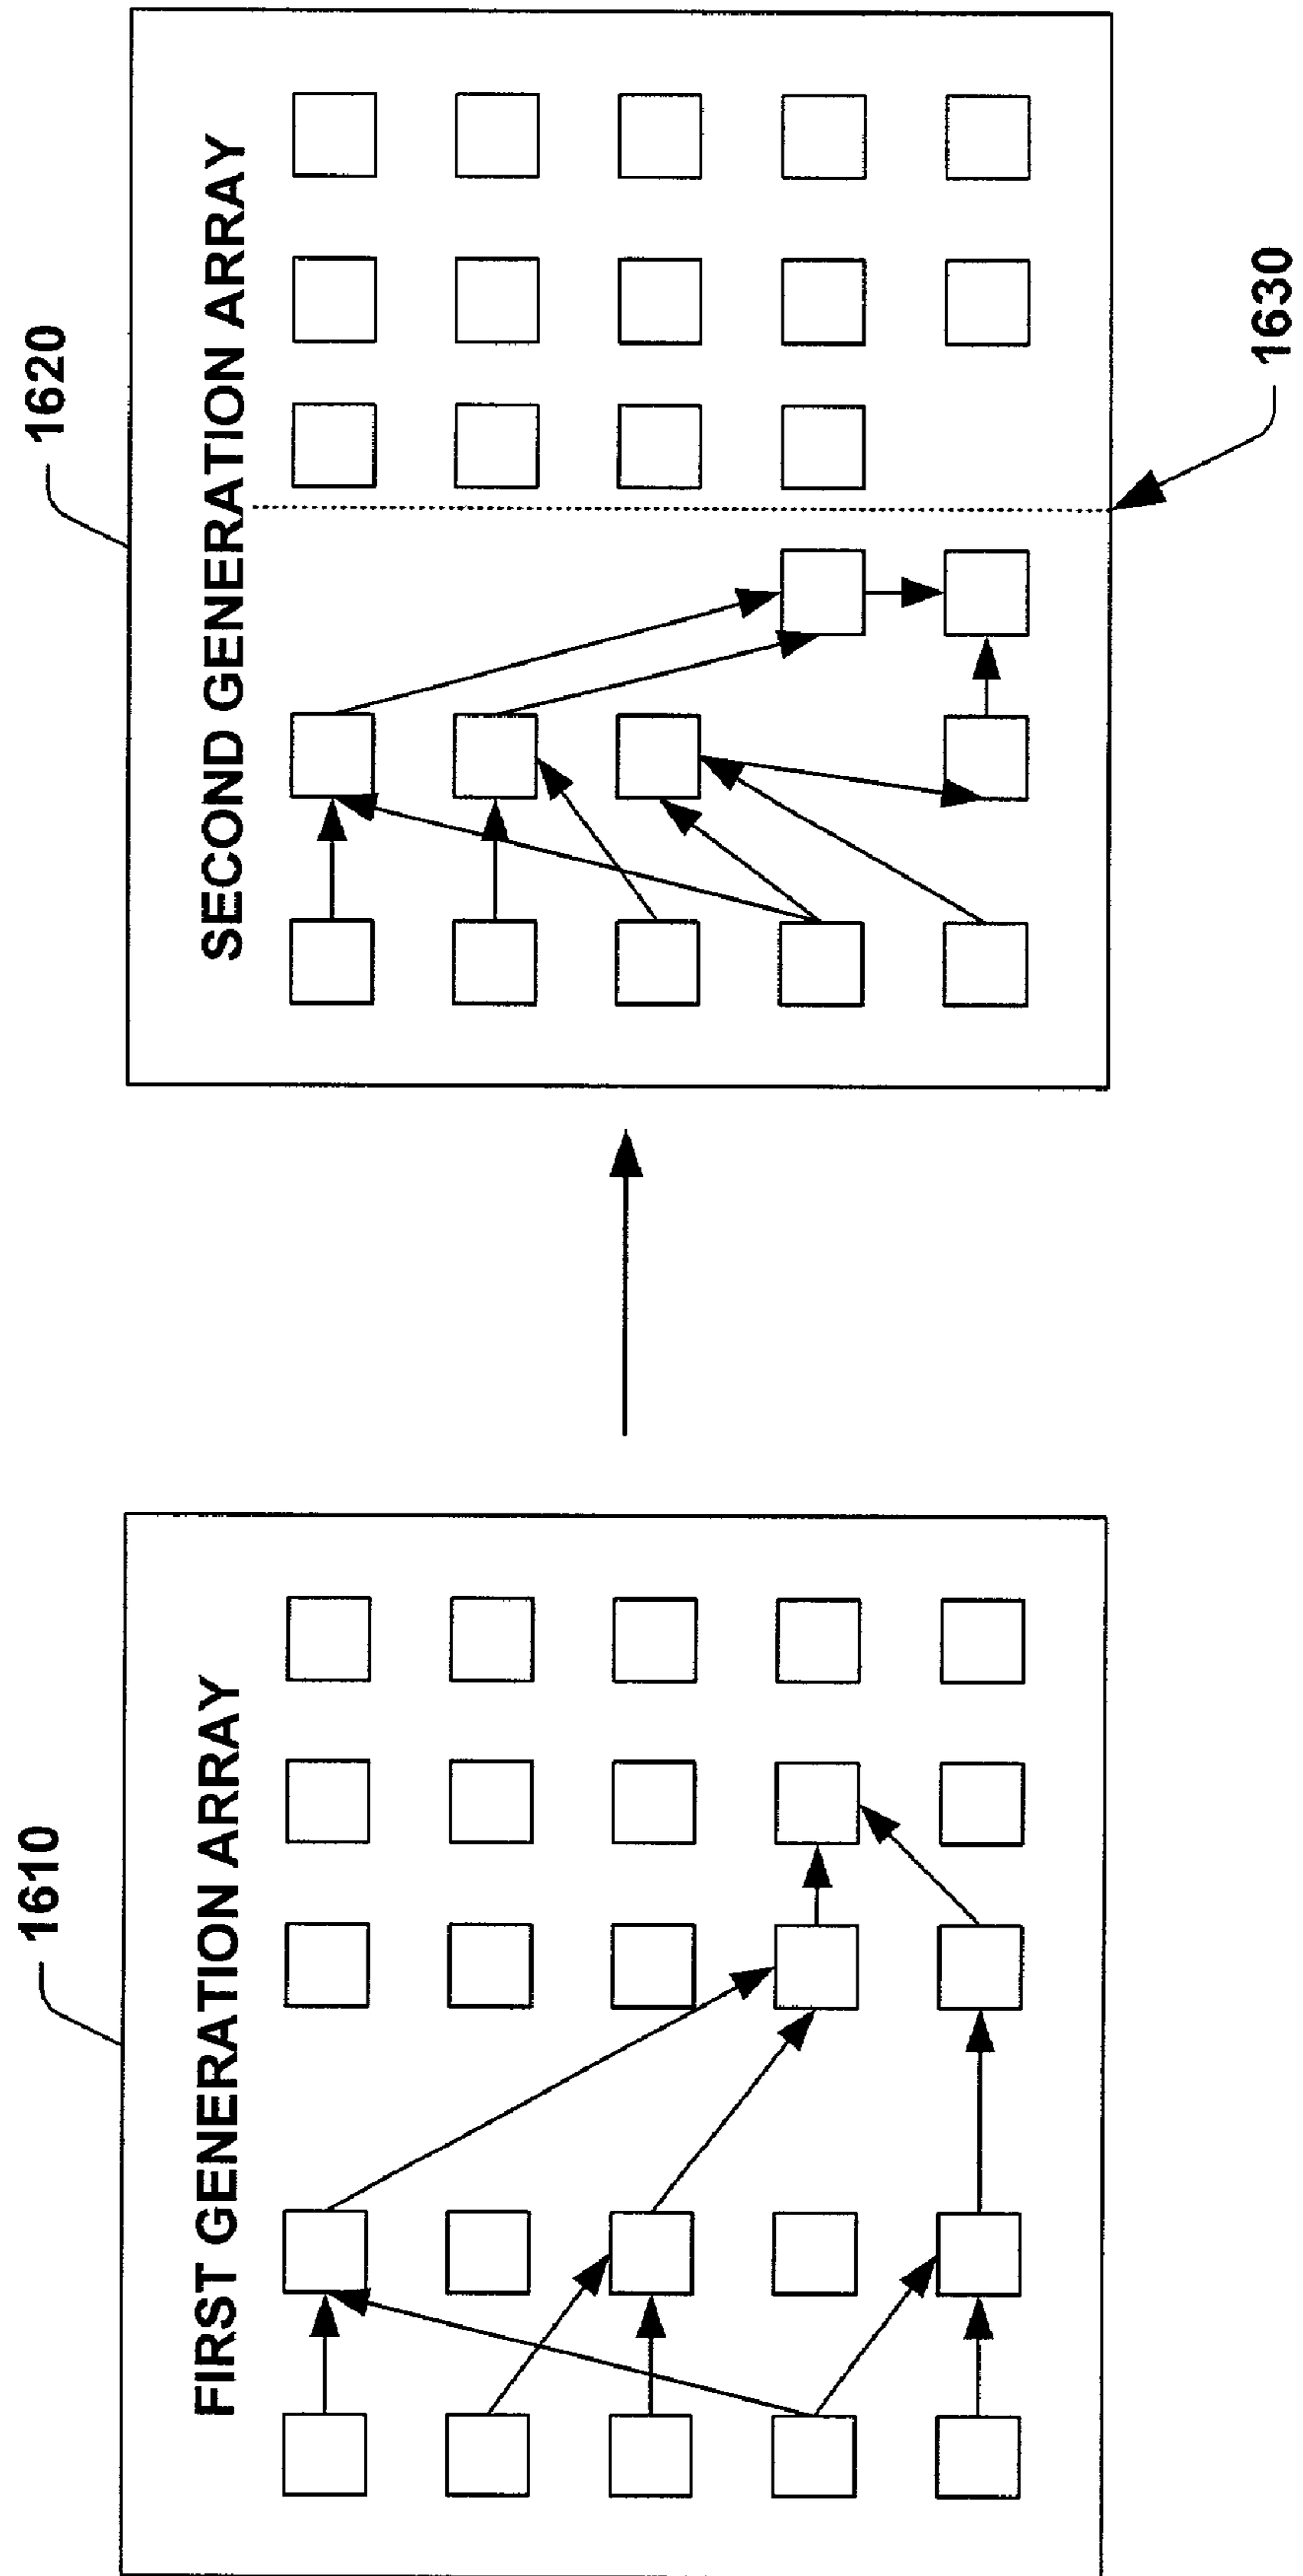 1610
FIRST GENERATION ARRAY
1620
SECOND GENERATION ARRAY
1630